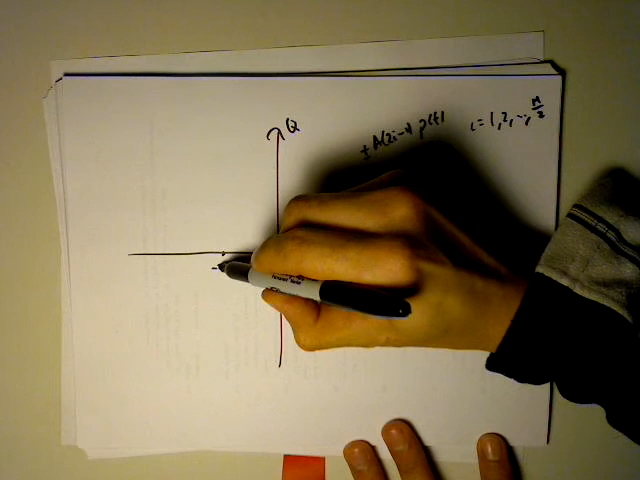 ± A(2i-1) p(t) i = 1, 2, ..., M/2
Q
-